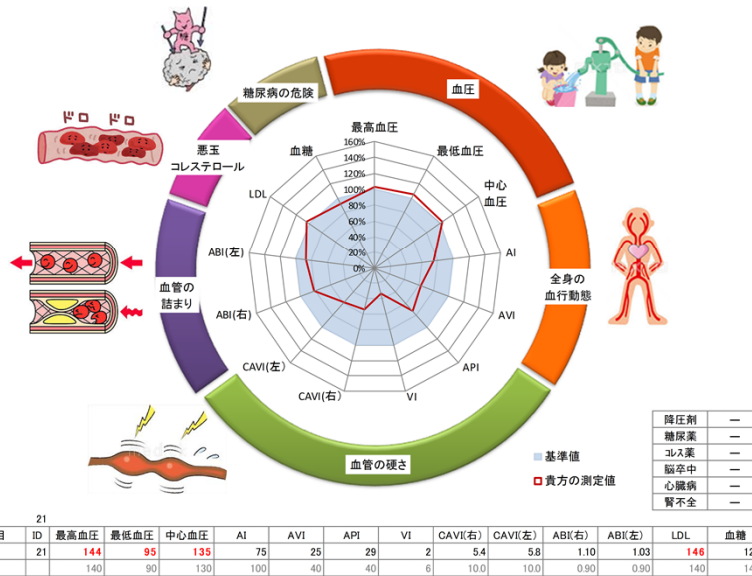 糖尿病の危険
血圧
ドロ ドロ
悪玉
コレステロール
最高血圧
血糖
最低血圧
中心
血圧
LDL
AI
ABI(左)
AVI
ABI(右)
API
CAVI(左)
CAVI(右)
VI
160%
140%
120%
100%
80%
60%
40%
20%
0%
全身の
血行動態
血管の
詰まり
血管の硬さ
基準値
貴方の測定値
降圧剤 ー
糖尿薬 ー
コレス薬 ー
脳卒中 ー
心臓病 ー
腎不全 ー
21
目 ID 最高血圧 最低血圧 中心血圧 AI AVI API VI CAVI(右) CAVI(左) ABI(右) ABI(左) LDL 血糖
21 144 95 135 75 25 29 2 5.4 5.8 1.10 1.03 146
140 90 130 100 40 40 6 10.0 10.0 0.90 0.90 140